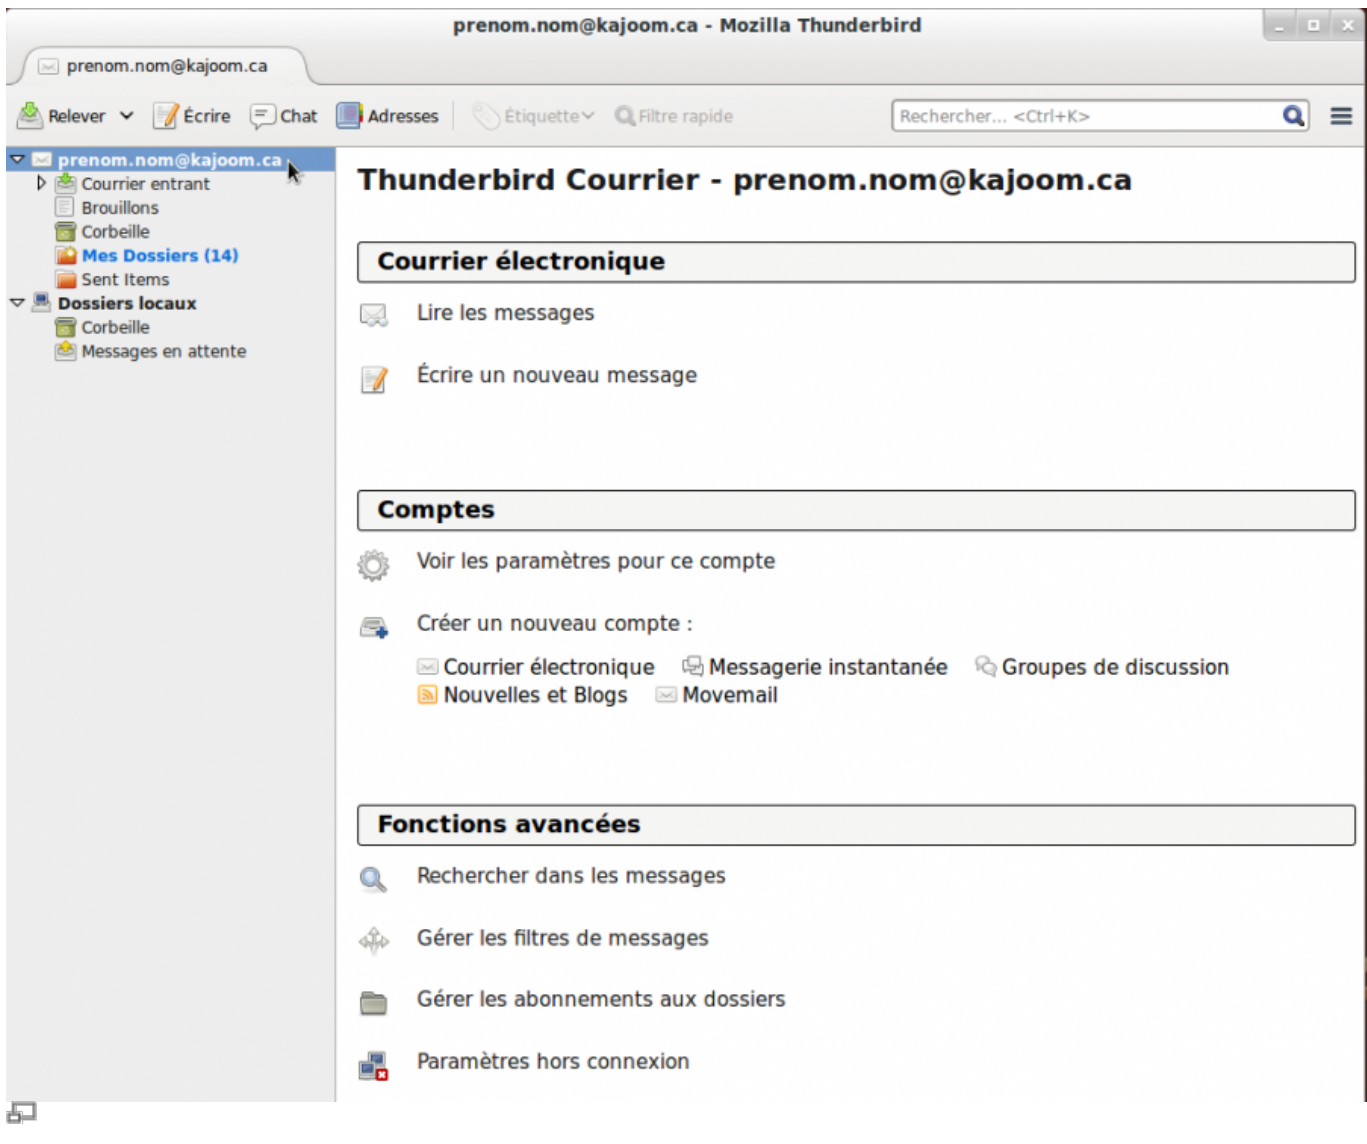 prenom.nom@kajoom.ca - Mozilla Thunderbird
prenom.nom@kajoom.ca
Relever Écrire Chat Adresses Étiquette Filtre rapide Rechercher... <Ctrl+K>
prenom.nom@kajoom.ca
Courrier entrant
Brouillons
Corbeille
Mes Dossiers (14)
Sent Items
Dossiers locaux
Corbeille
Messages en attente
Thunderbird Courrier - prenom.nom@kajoom.ca
Courrier électronique
Lire les messages
Écrire un nouveau message
Comptes
Voir les paramètres pour ce compte
Créer un nouveau compte :
Courrier électronique Messagerie instantanée Groupes de discussion
Nouvelles et Blogs Movemail
Fonctions avancées
Rechercher dans les messages
Gérer les filtres de messages
Gérer les abonnements aux dossiers
Paramètres hors connexion